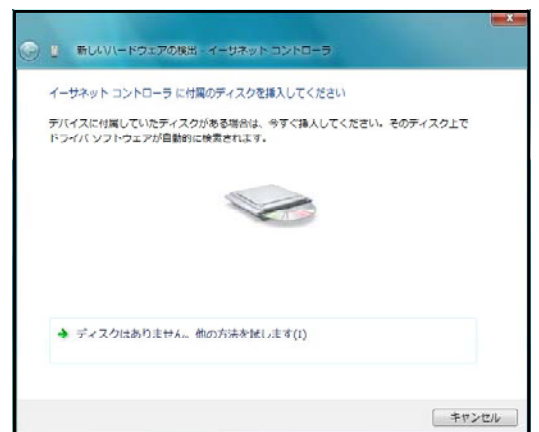 新しいハードウェアの検出 - イーサネット コントローラ
イーサネット コントローラ に付属のディスクを挿入してください
デバイスに付属していたディスクがある場合は、今すぐ挿入してください。そのディスク上で
ドライバ ソフトウェアが自動的に検索されます。
ディスクはありません。他の方法を試します(I)
キャンセル